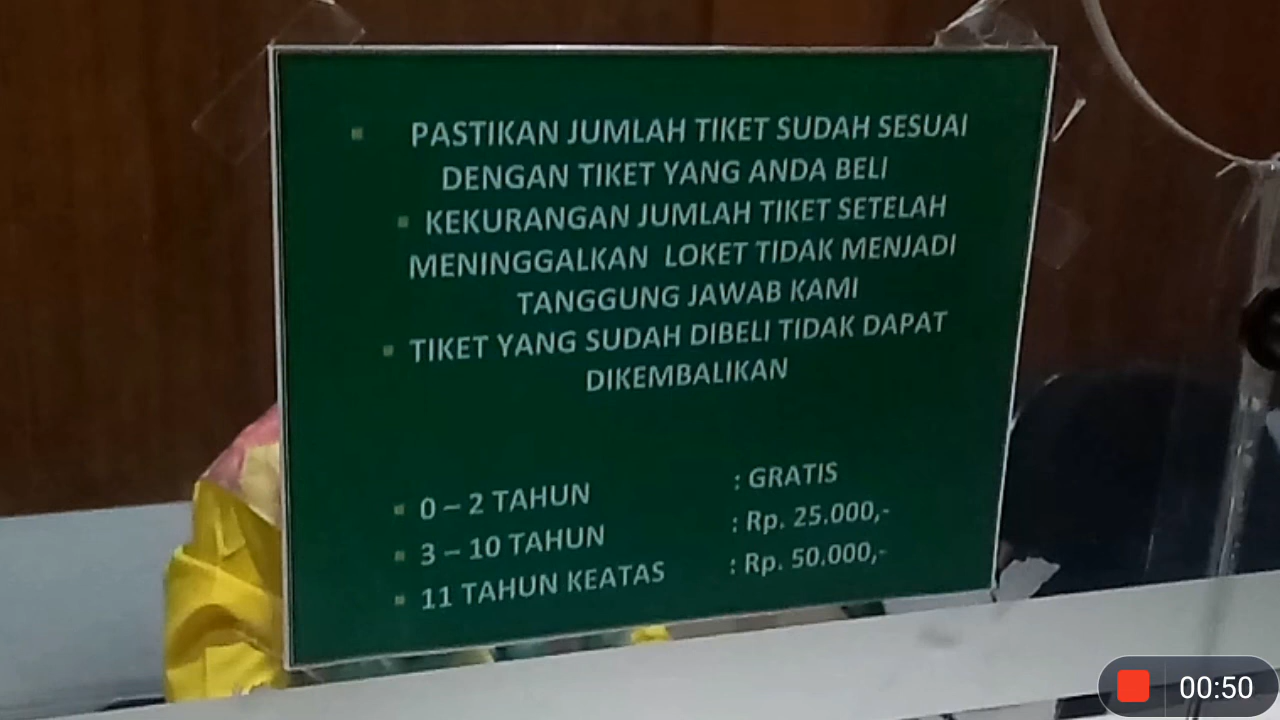 ▪ PASTIKAN JUMLAH TIKET SUDAH SESUAI
DENGAN TIKET YANG ANDA BELI
▪ KEKURANGAN JUMLAH TIKET SETELAH
MENINGGALKAN LOKET TIDAK MENJADI
TANGGUNG JAWAB KAMI
▪ TIKET YANG SUDAH DIBELI TIDAK DAPAT
DIKEMBALIKAN
▪ 0 – 2 TAHUN : GRATIS
▪ 3 – 10 TAHUN : Rp. 25.000,-
▪ 11 TAHUN KEATAS : Rp. 50.000,-
00:50